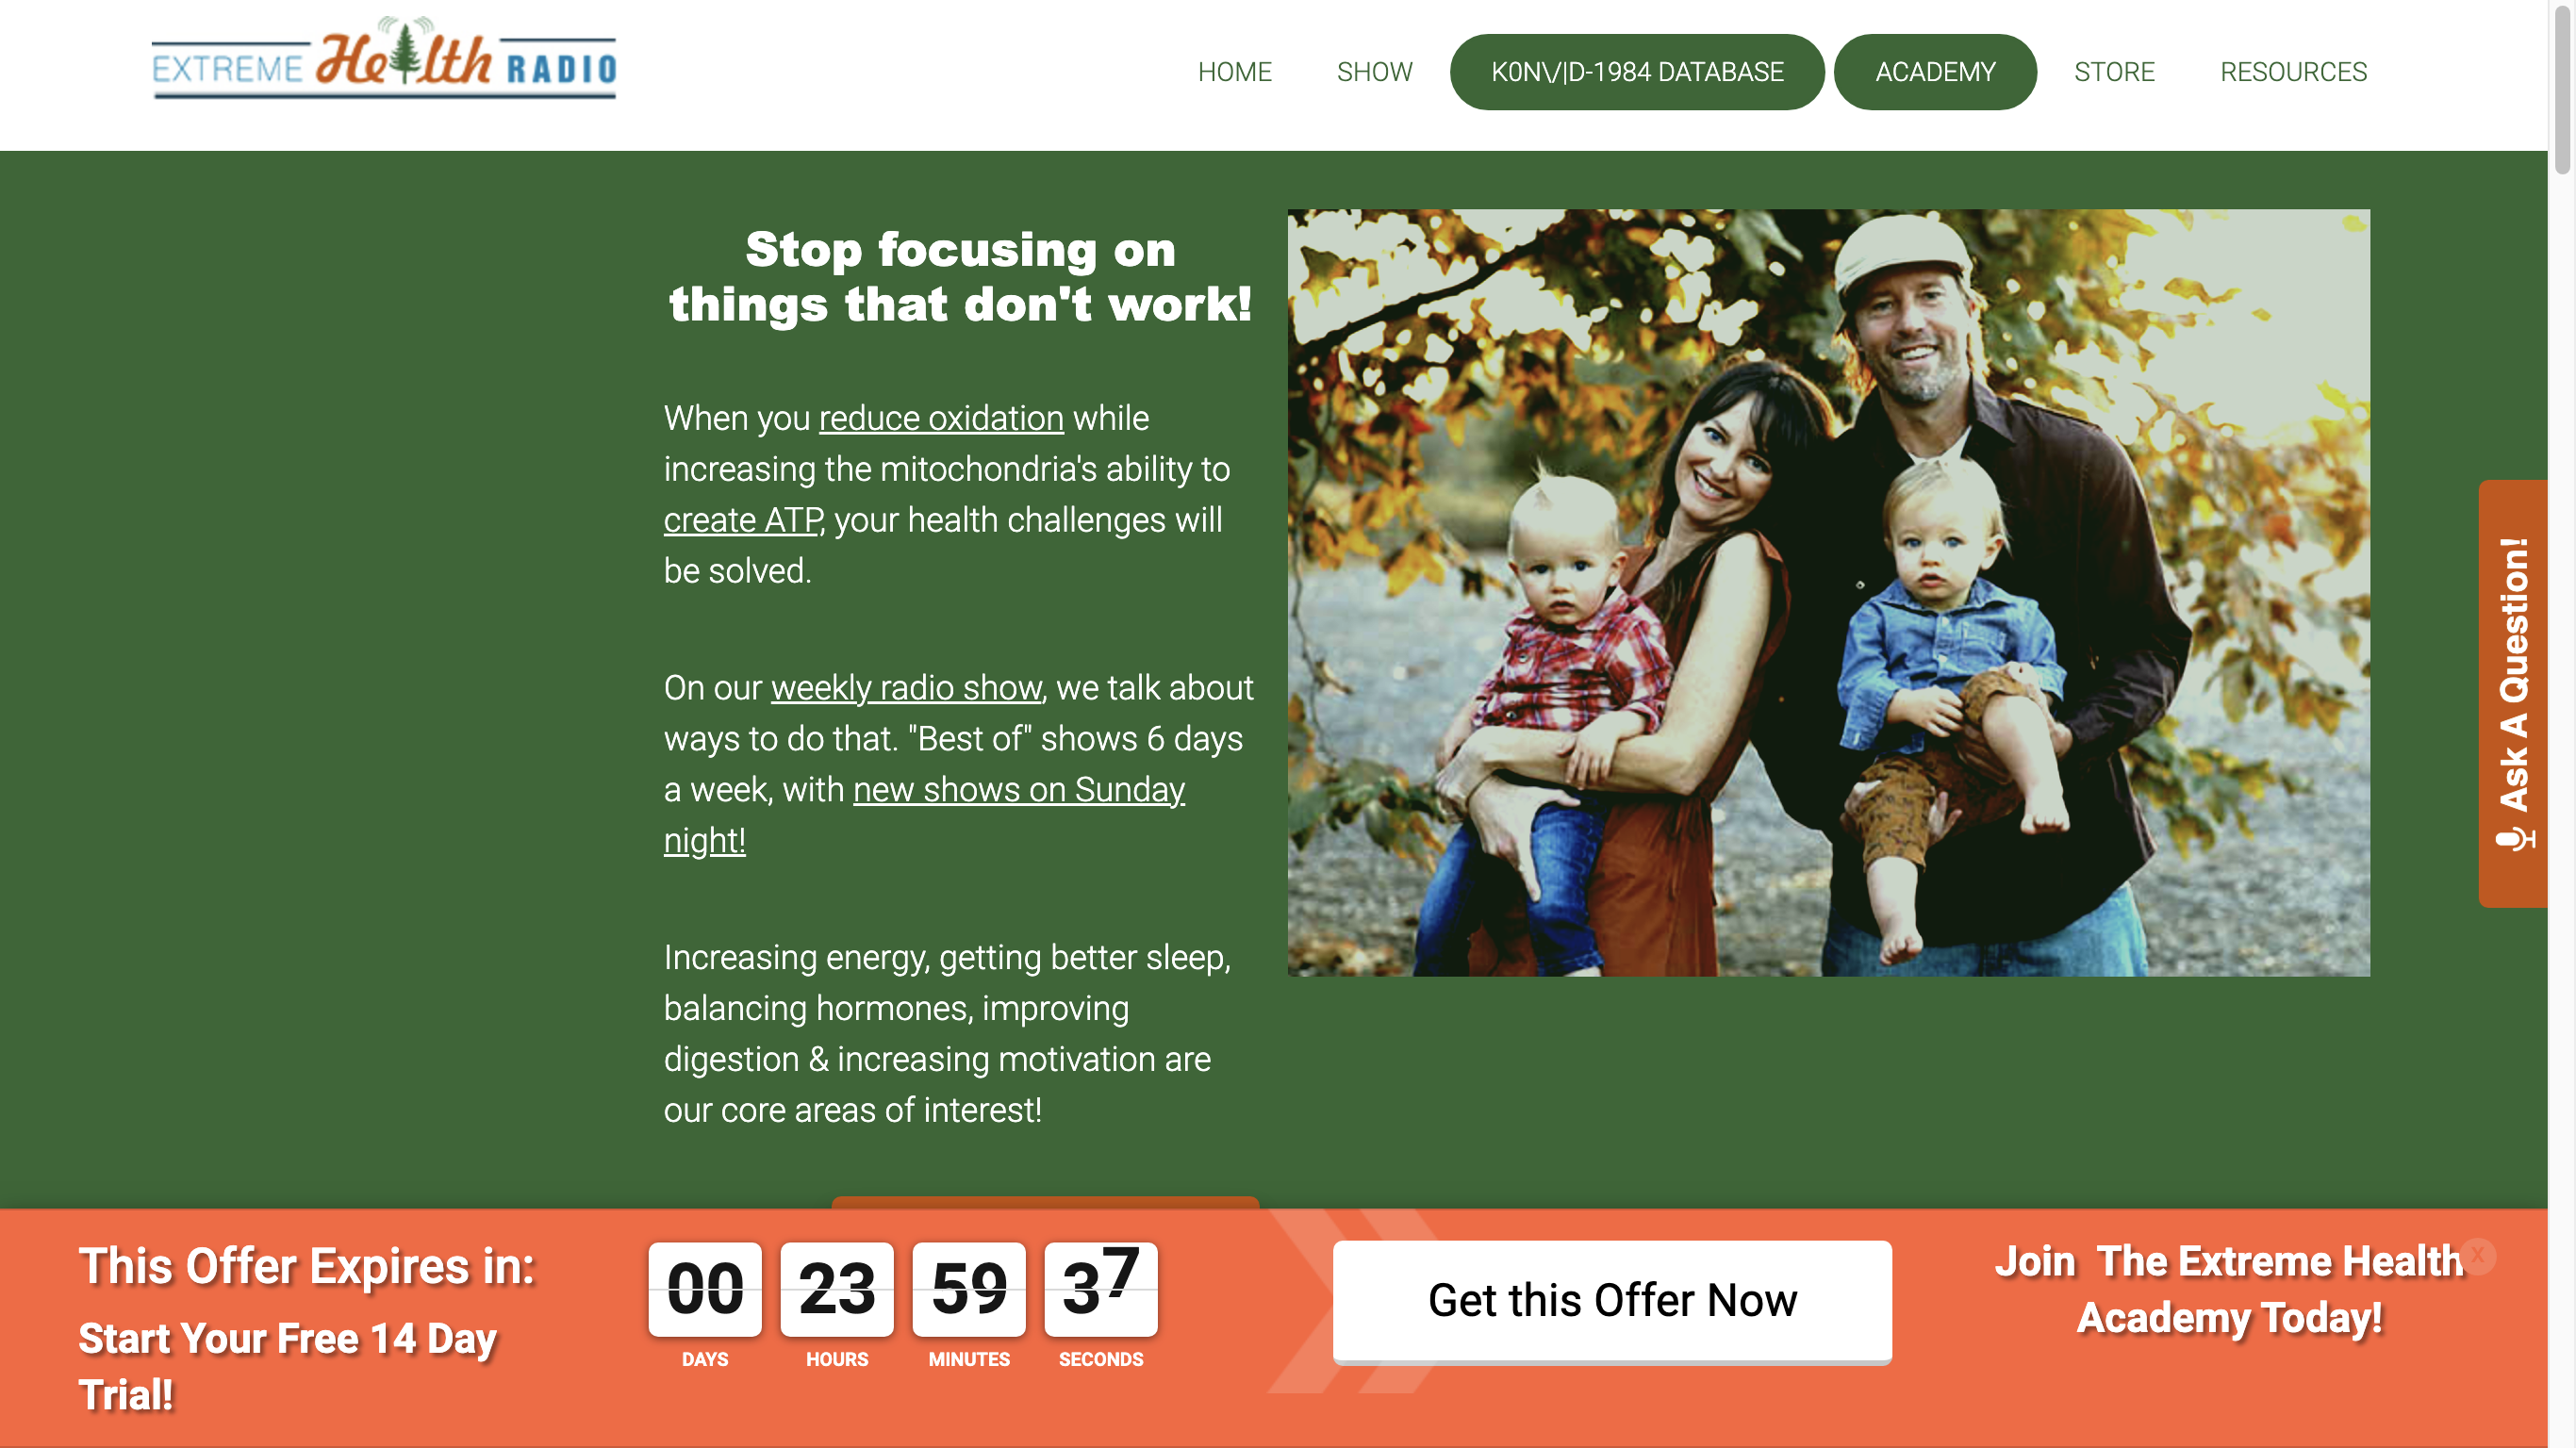 EXTREME Health RADIO
HOME
SHOW
K0N\/|D-1984 DATABASE
ACADEMY
STORE
RESOURCES
Stop focusing on
things that don't work!
When you reduce oxidation while
increasing the mitochondria's ability to
create ATP, your health challenges will
be solved.
On our weekly radio show, we talk about
ways to do that. "Best of" shows 6 days
a week, with new shows on Sunday
night!
Increasing energy, getting better sleep,
balancing hormones, improving
digestion & increasing motivation are
our core areas of interest!
Ask A Question!
This Offer Expires in:
Start Your Free 14 Day
Trial!
00 23 59 37
DAYS HOURS MINUTES SECONDS
Get this Offer Now
Join The Extreme Health
Academy Today!
X